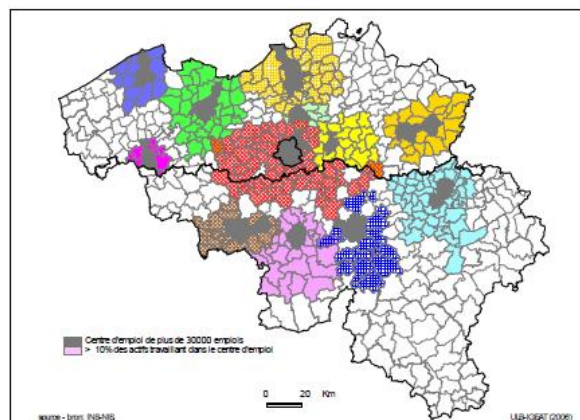 Centre d'emploi de plus de 30000 emplois
> 10% des actifs travaillant dans le centre d'emploi
0 20 Km
source - bron: INS-NIS
ULB-IGEAT (2006)